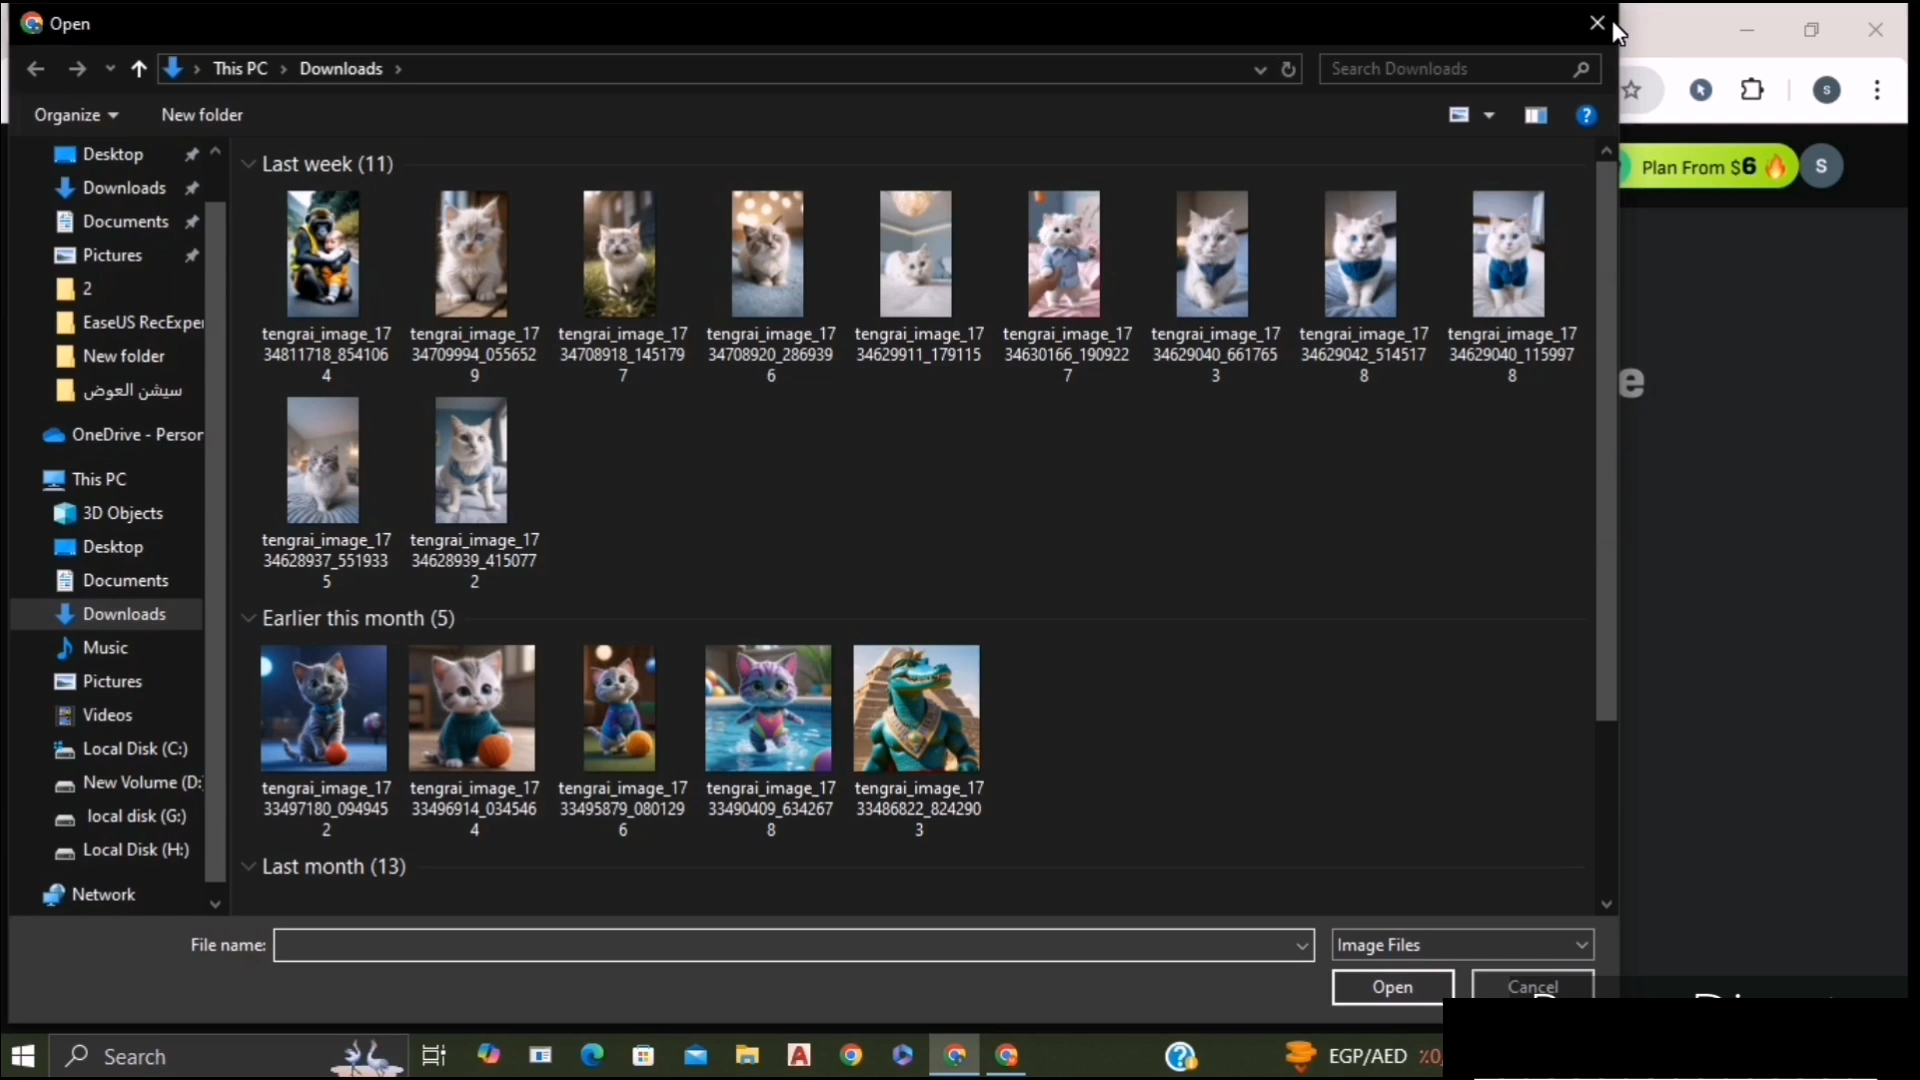 Open
This PC
Downloads
Search Downloads
Organize
New folder
Plan From $6
S
S
e
Desktop
Downloads
Documents
Pictures
2
EaseUS RecExper
New folder
سيشن العوض
OneDrive - Person
This PC
3D Objects
Desktop
Documents
Downloads
Music
Pictures
Videos
Local Disk (C:)
New Volume (D:)
local disk (G:)
Local Disk (H:)
Network
Last week (11)
tengrai_image_17
34811718_854106
4
tengrai_image_17
34709994_055652
9
tengrai_image_17
34708918_145179
7
tengrai_image_17
34708920_286939
6
tengrai_image_17
34629911_179115
tengrai_image_17
34630166_190922
7
tengrai_image_17
34629040_661765
3
tengrai_image_17
34629042_514517
8
tengrai_image_17
34629040_115997
8
tengrai_image_17
34628937_551933
5
tengrai_image_17
34628939_415077
2
Earlier this month (5)
tengrai_image_17
33497180_094945
2
tengrai_image_17
33496914_034546
4
tengrai_image_17
33495879_080129
6
tengrai_image_17
33490409_634267
8
tengrai_image_17
33486822_824290
3
Last month (13)
File name:
Image Files
Open
Cancel
Search
EGP/AED